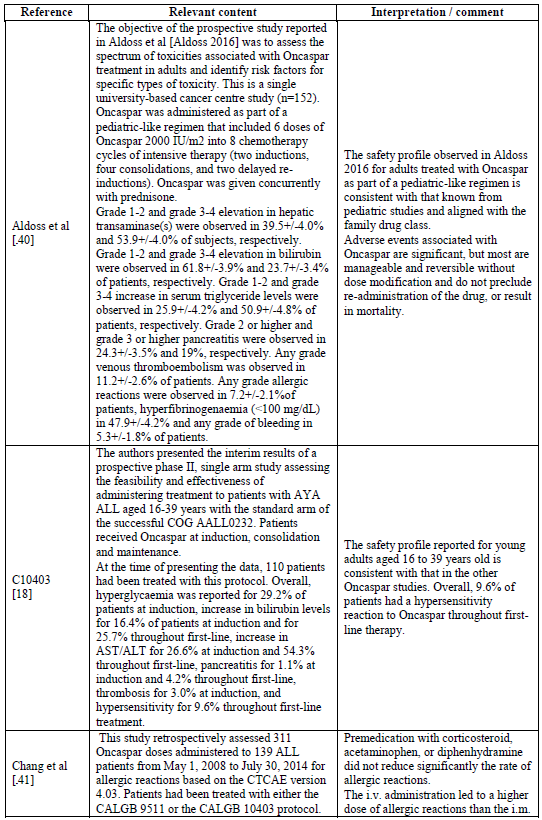 Reference
Relevant content
Interpretation / comment
Aldoss et al
[.40]
The objective of the prospective study reported
in Aldoss et al [Aldoss 2016] was to assess the
spectrum of toxicities associated with Oncaspar
treatment in adults and identify risk factors for
specific types of toxicity. This is a single
university-based cancer centre study (n=152).
Oncaspar was administered as part of a
pediatric-like regimen that included 6 doses of
Oncaspar 2000 IU/m2 into 8 chemotherapy
cycles of intensive therapy (two inductions,
four consolidations, and two delayed re-
inductions). Oncaspar was given concurrently
with prednisone.
Grade 1-2 and grade 3-4 elevation in hepatic
transaminase(s) were observed in 39.5+/-4.0%
and 53.9+/-4.0% of subjects, respectively.
Grade 1-2 and grade 3-4 elevation in bilirubin
were observed in 61.8+/-3.9% and 23.7+/-3.4%
of patients, respectively. Grade 1-2 and grade
3-4 increase in serum triglyceride levels were
observed in 25.9+/-4.2% and 50.9+/-4.8% of
patients, respectively. Grade 2 or higher and
grade 3 or higher pancreatitis were observed in
24.3+/-3.5% and 19%, respectively. Any grade
venous thromboembolism was observed in
11.2+/-2.6% of patients. Any grade allergic
reactions were observed in 7.2+/-2.1%of
patients, hyperfibrinogenaemia (<100 mg/dL)
in 47.9+/-4.2% and any grade of bleeding in
5.3+/-1.8% of patients.
The safety profile observed in Aldoss
2016 for adults treated with Oncaspar
as part of a pediatric-like regimen is
consistent with that known from
pediatric studies and aligned with the
family drug class.
Adverse events associated with
Oncaspar are significant, but most are
manageable and reversible without
dose modification and do not preclude
re-administration of the drug, or result
in mortality.
C10403
[18]
The authors presented the interim results of a
prospective phase II, single arm study assessing
the feasibility and effectiveness of
administering treatment to patients with AYA
ALL aged 16-39 years with the standard arm of
the successful COG AALL0232. Patients
received Oncaspar at induction, consolidation
and maintenance.
At the time of presenting the data, 110 patients
had been treated with this protocol. Overall,
hyperglycaemia was reported for 29.2% of
patients at induction, increase in bilirubin levels
for 16.4% of patients at induction and for
25.7% throughout first-line, increase in
AST/ALT for 26.6% at induction and 54.3%
throughout first-line, pancreatitis for 1.1% at
induction and 4.2% throughout first-line,
thrombosis for 3.0% at induction, and
hypersensitivity for 9.6% throughout first-line
treatment.
The safety profile reported for young
adults aged 16 to 39 years old is
consistent with that in the other
Oncaspar studies. Overall, 9.6% of
patients had a hypersensitivity
reaction to Oncaspar throughout first-
line therapy.
Chang et al
[.41]
This study retrospectively assessed 311
Oncaspar doses administered to 139 ALL
patients from May 1, 2008 to July 30, 2014 for
allergic reactions based on the CTCAE version
4.03. Patients had been treated with either the
CALGB 9511 or the CALGB 10403 protocol.
Premedication with corticosteroid,
acetaminophen, or diphenhydramine
did not reduce significantly the rate of
allergic reactions.
The i.v. administration led to a higher
dose of allergic reactions than the i.m.